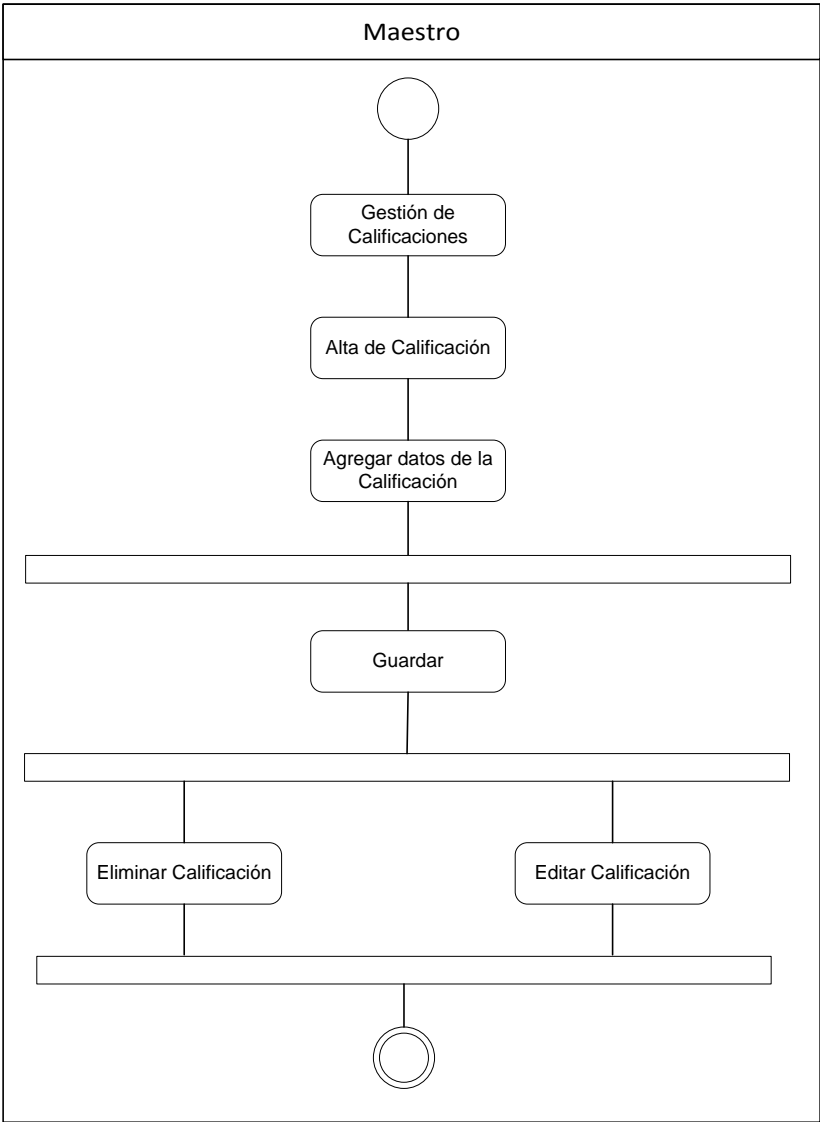 Maestro
Gestión de
Calificaciones
Alta de Calificación
Agregar datos de la
Calificación
Guardar
Eliminar Calificación
Editar Calificación